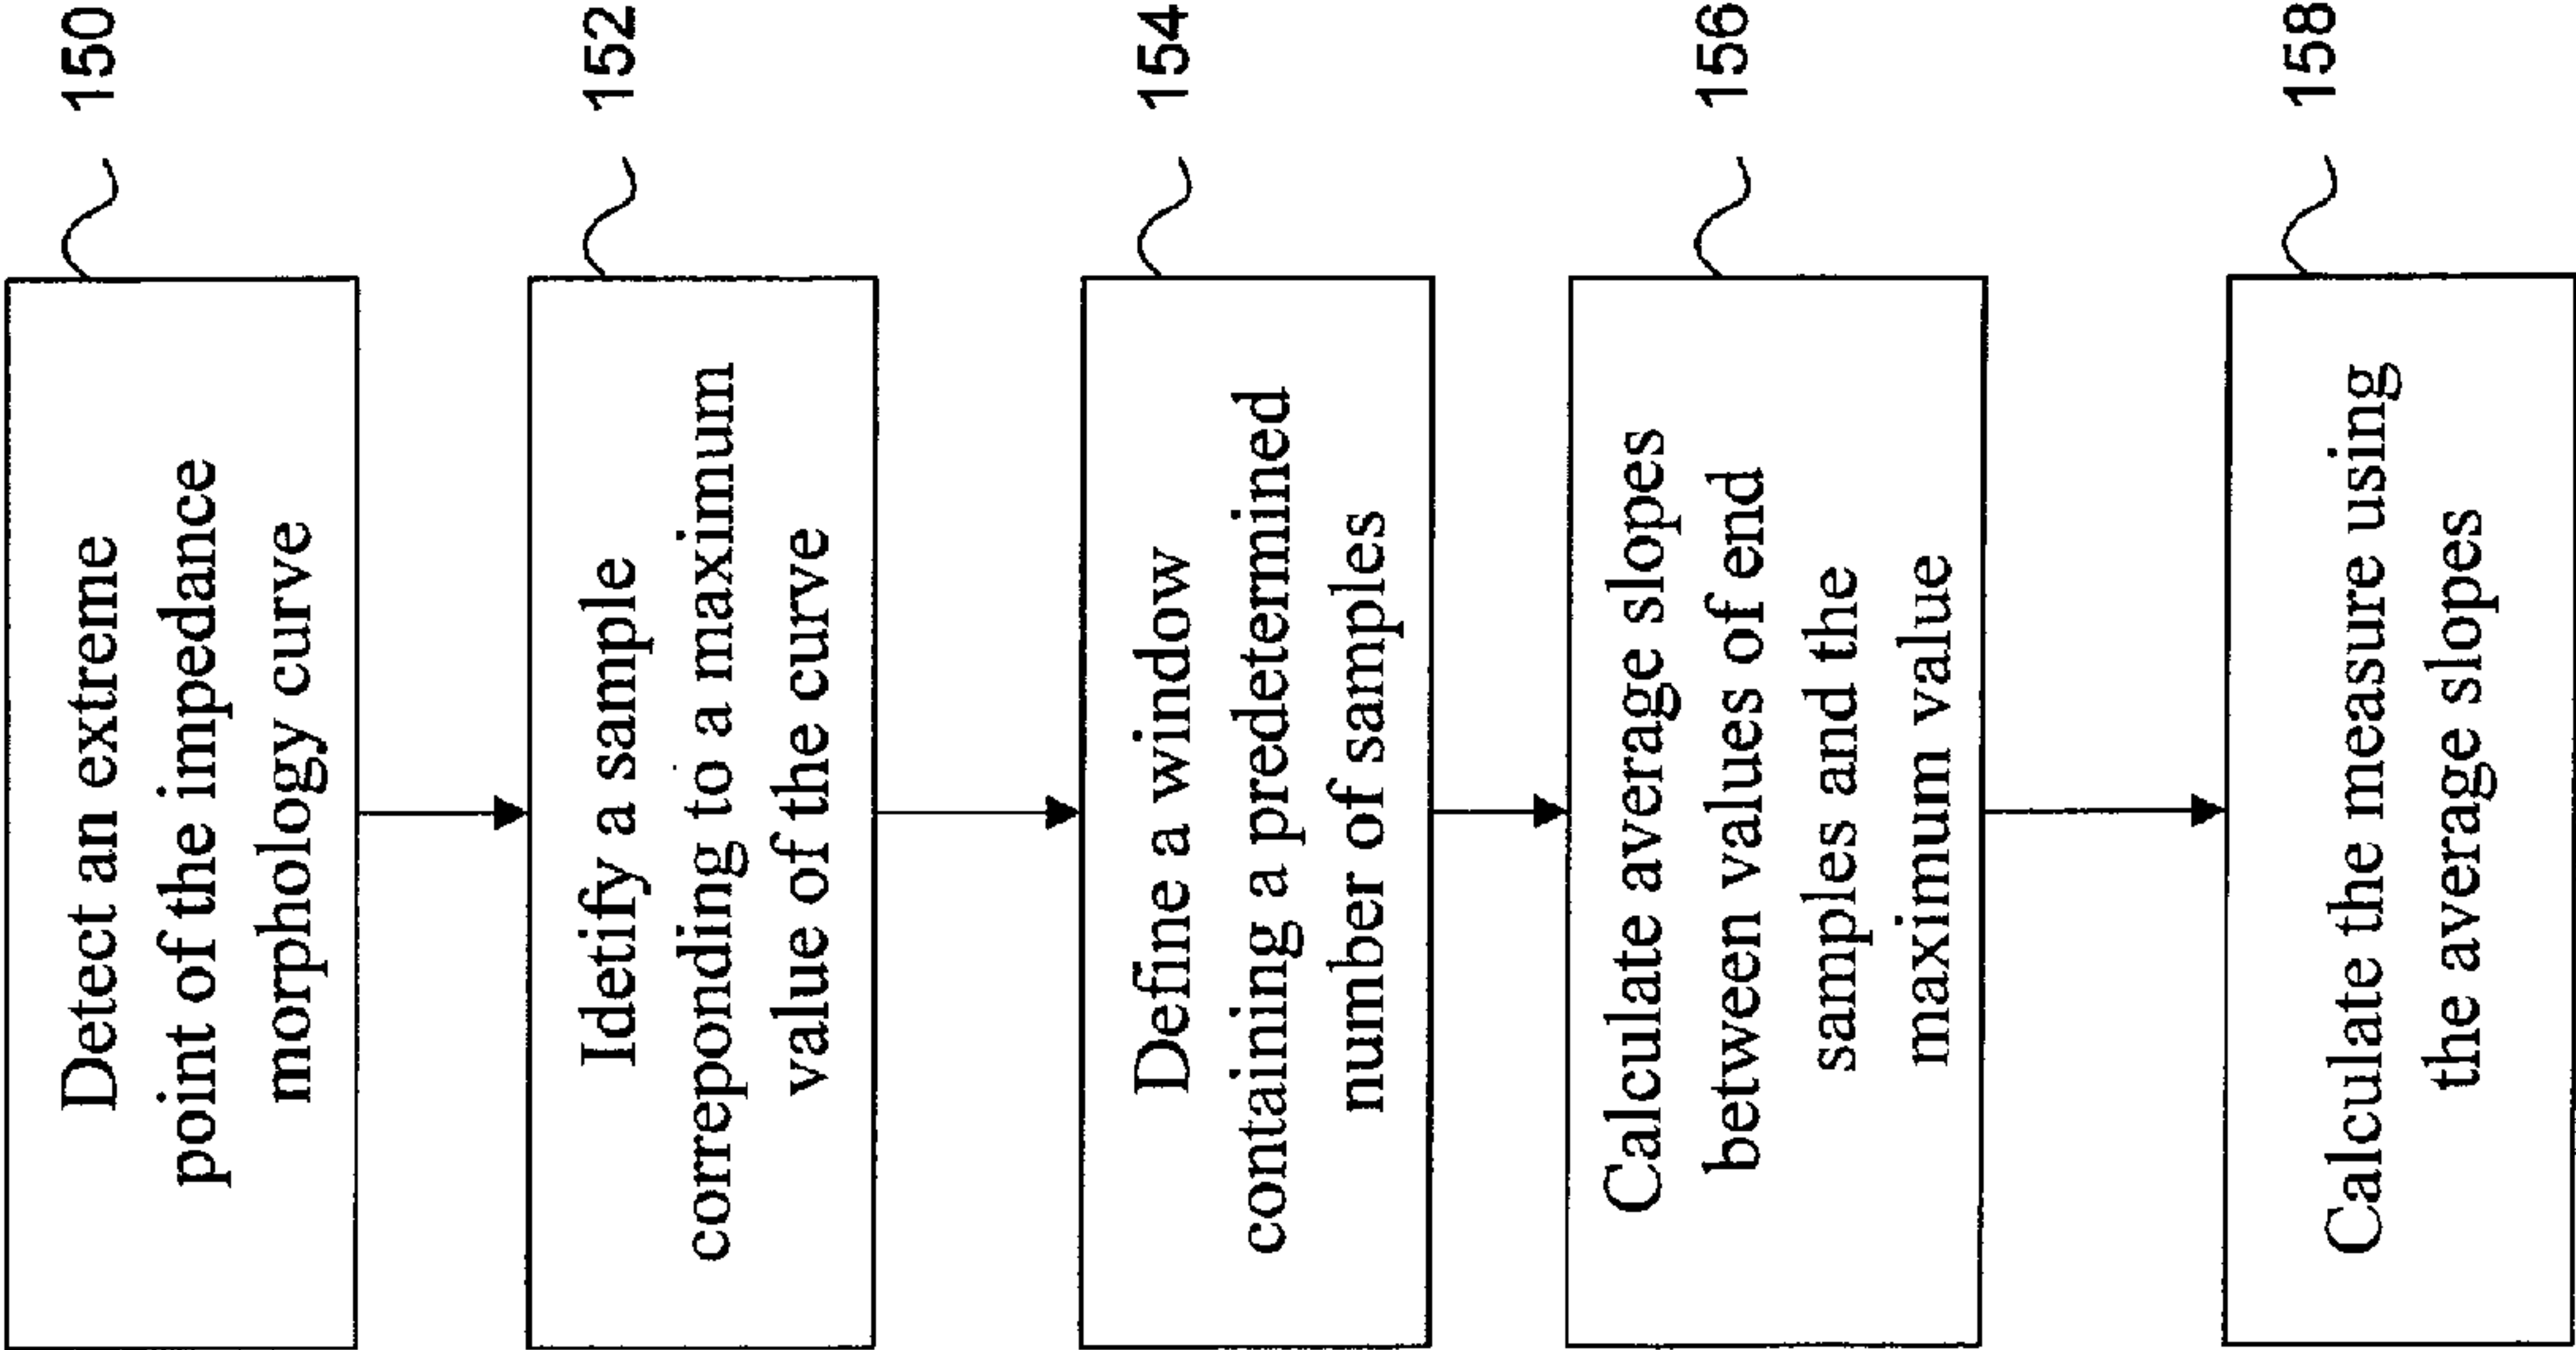 Detect an extreme
point of the impedance
morphology curve
150
Idetify a sample
correponding to a maximum
value of the curve
152
Define a window
containing a predetermined
number of samples
154
Calculate average slopes
between values of end
samples and the
maximum value
156
Calculate the measure using
the average slopes
158